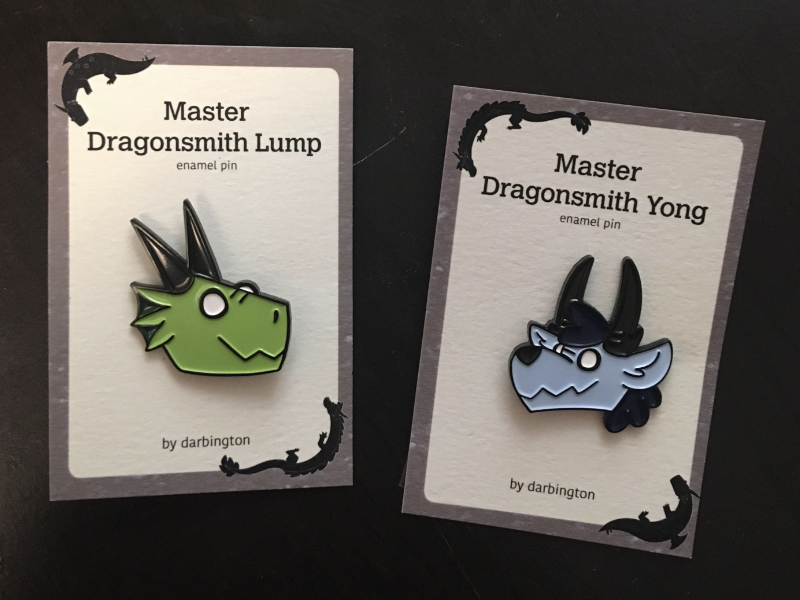 Master
Dragonsmith Lump
enamel pin
by darbington
Master
Dragonsmith Yong
enamel pin
by darbington